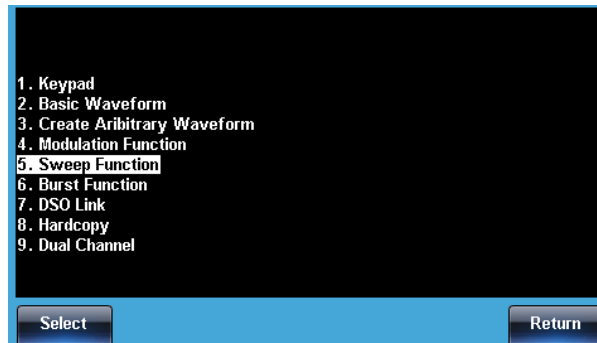 1. Keypad
2. Basic Waveform
3. Create Aribitrary Waveform
4. Modulation Function
5. Sweep Function
6. Burst Function
7. DSO Link
8. Hardcopy
9. Dual Channel
Select
Return